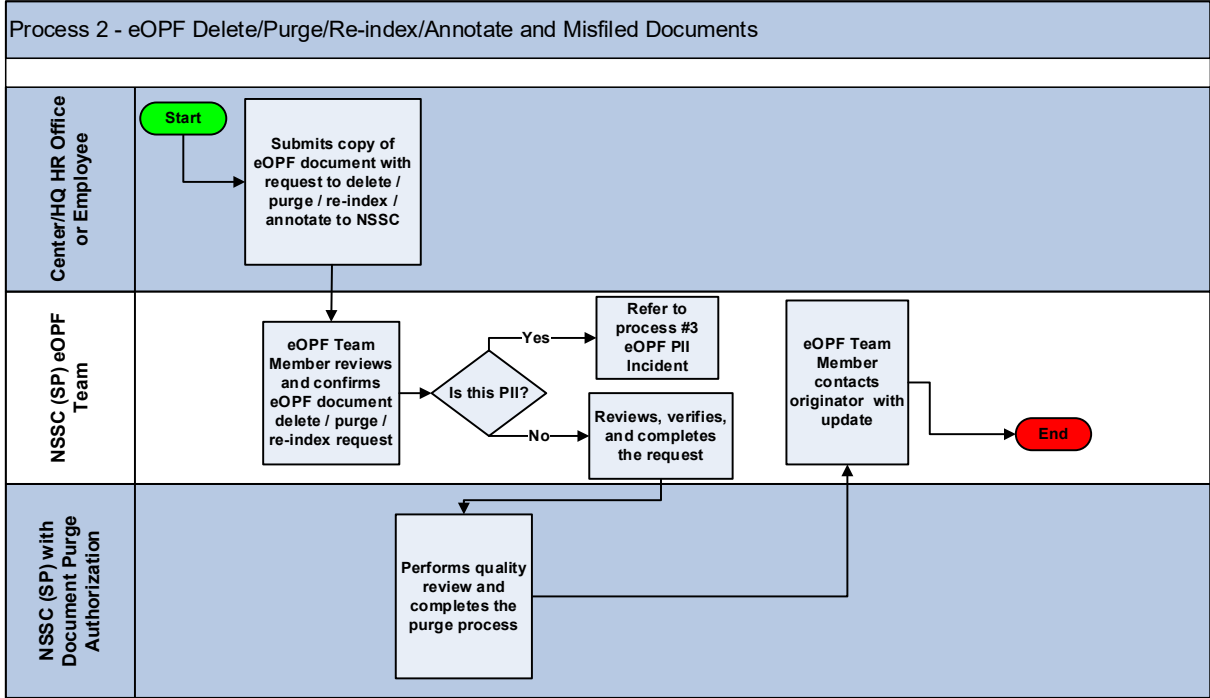 Process 2 - eOPF Delete/Purge/Re-index/Annotate and Misfiled Documents
Center/HQ HR Office
or Employee
Start
Submits copy of
eOPF document with
request to delete /
purge / re-index /
annotate to NSSC
NSSC (SP) eOPF
Team
eOPF Team
Member reviews
and confirms
eOPF document
delete / purge /
re-index request
Is this PII?
Yes
Refer to
process #3
eOPF PII
Incident
No
Reviews, verifies,
and completes
the request
eOPF Team
Member
contacts
originator with
update
End
NSSC (SP) with
Document Purge
Authorization
Performs quality
review and
completes the
purge process